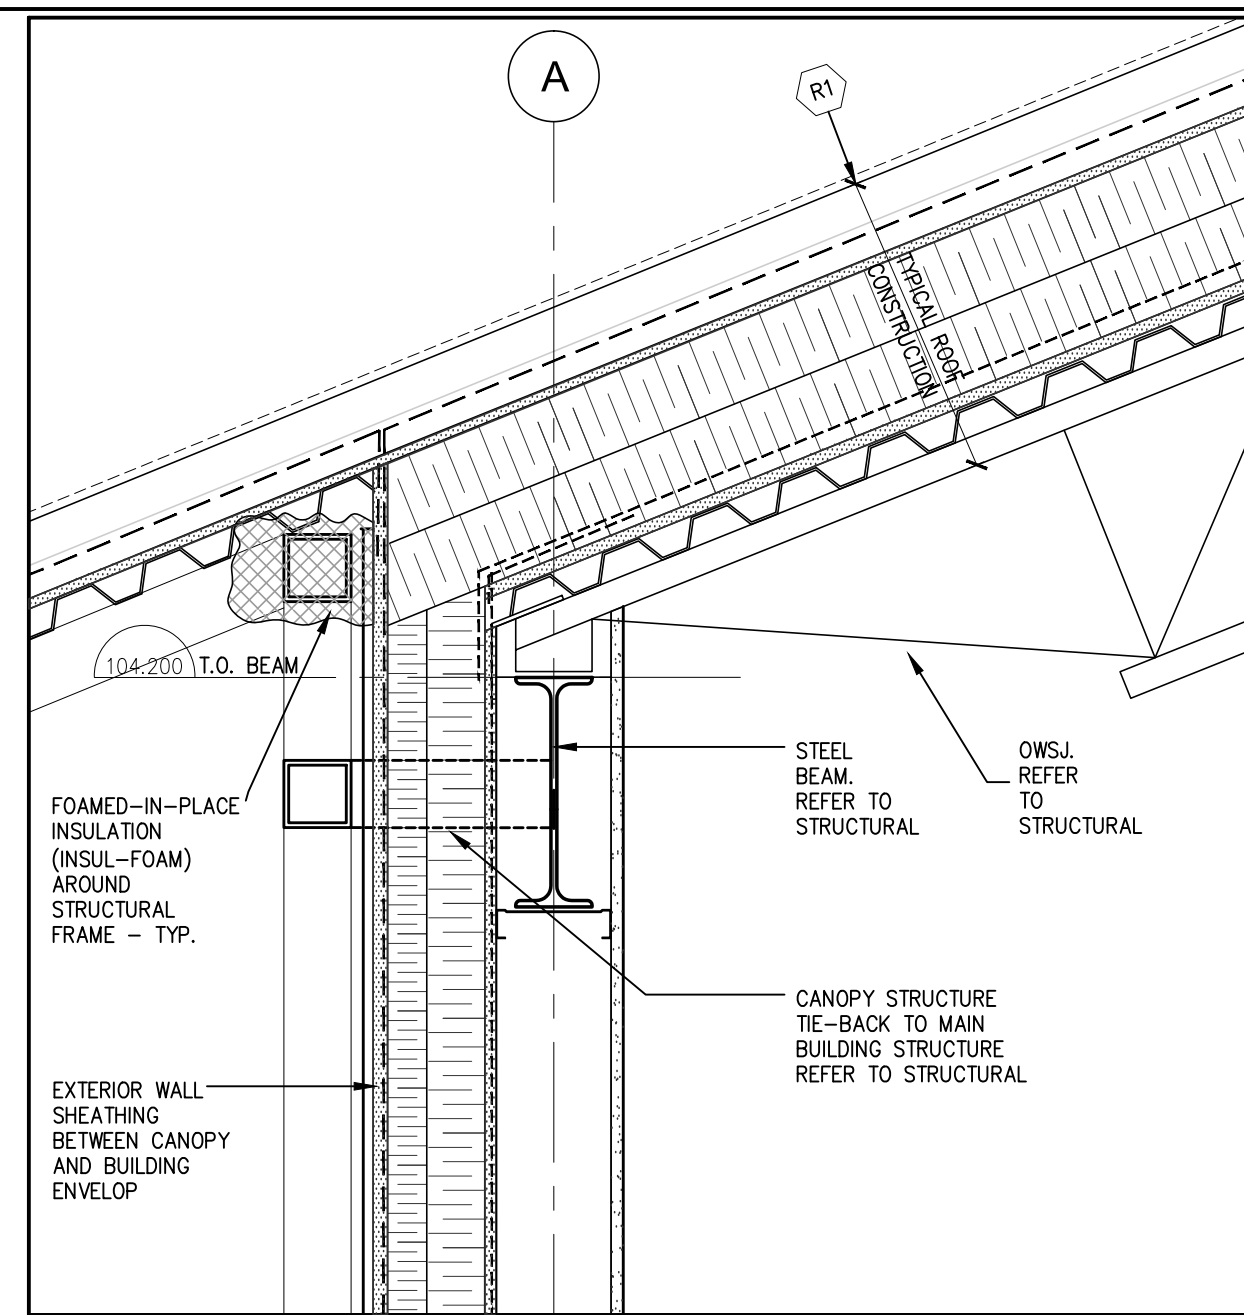 A
R1
TYPICAL ROOF
CONSTRUCTION
104.200 T.O. BEAM
STEEL
BEAM.
REFER TO
STRUCTURAL
OWSJ.
REFER
TO
STRUCTURAL
FOAMED-IN-PLACE
INSULATION
(INSUL-FOAM)
AROUND
STRUCTURAL
FRAME - TYP.
CANOPY STRUCTURE
TIE-BACK TO MAIN
BUILDING STRUCTURE
REFER TO STRUCTURAL
EXTERIOR WALL
SHEATHING
BETWEEN CANOPY
AND BUILDING
ENVELOP